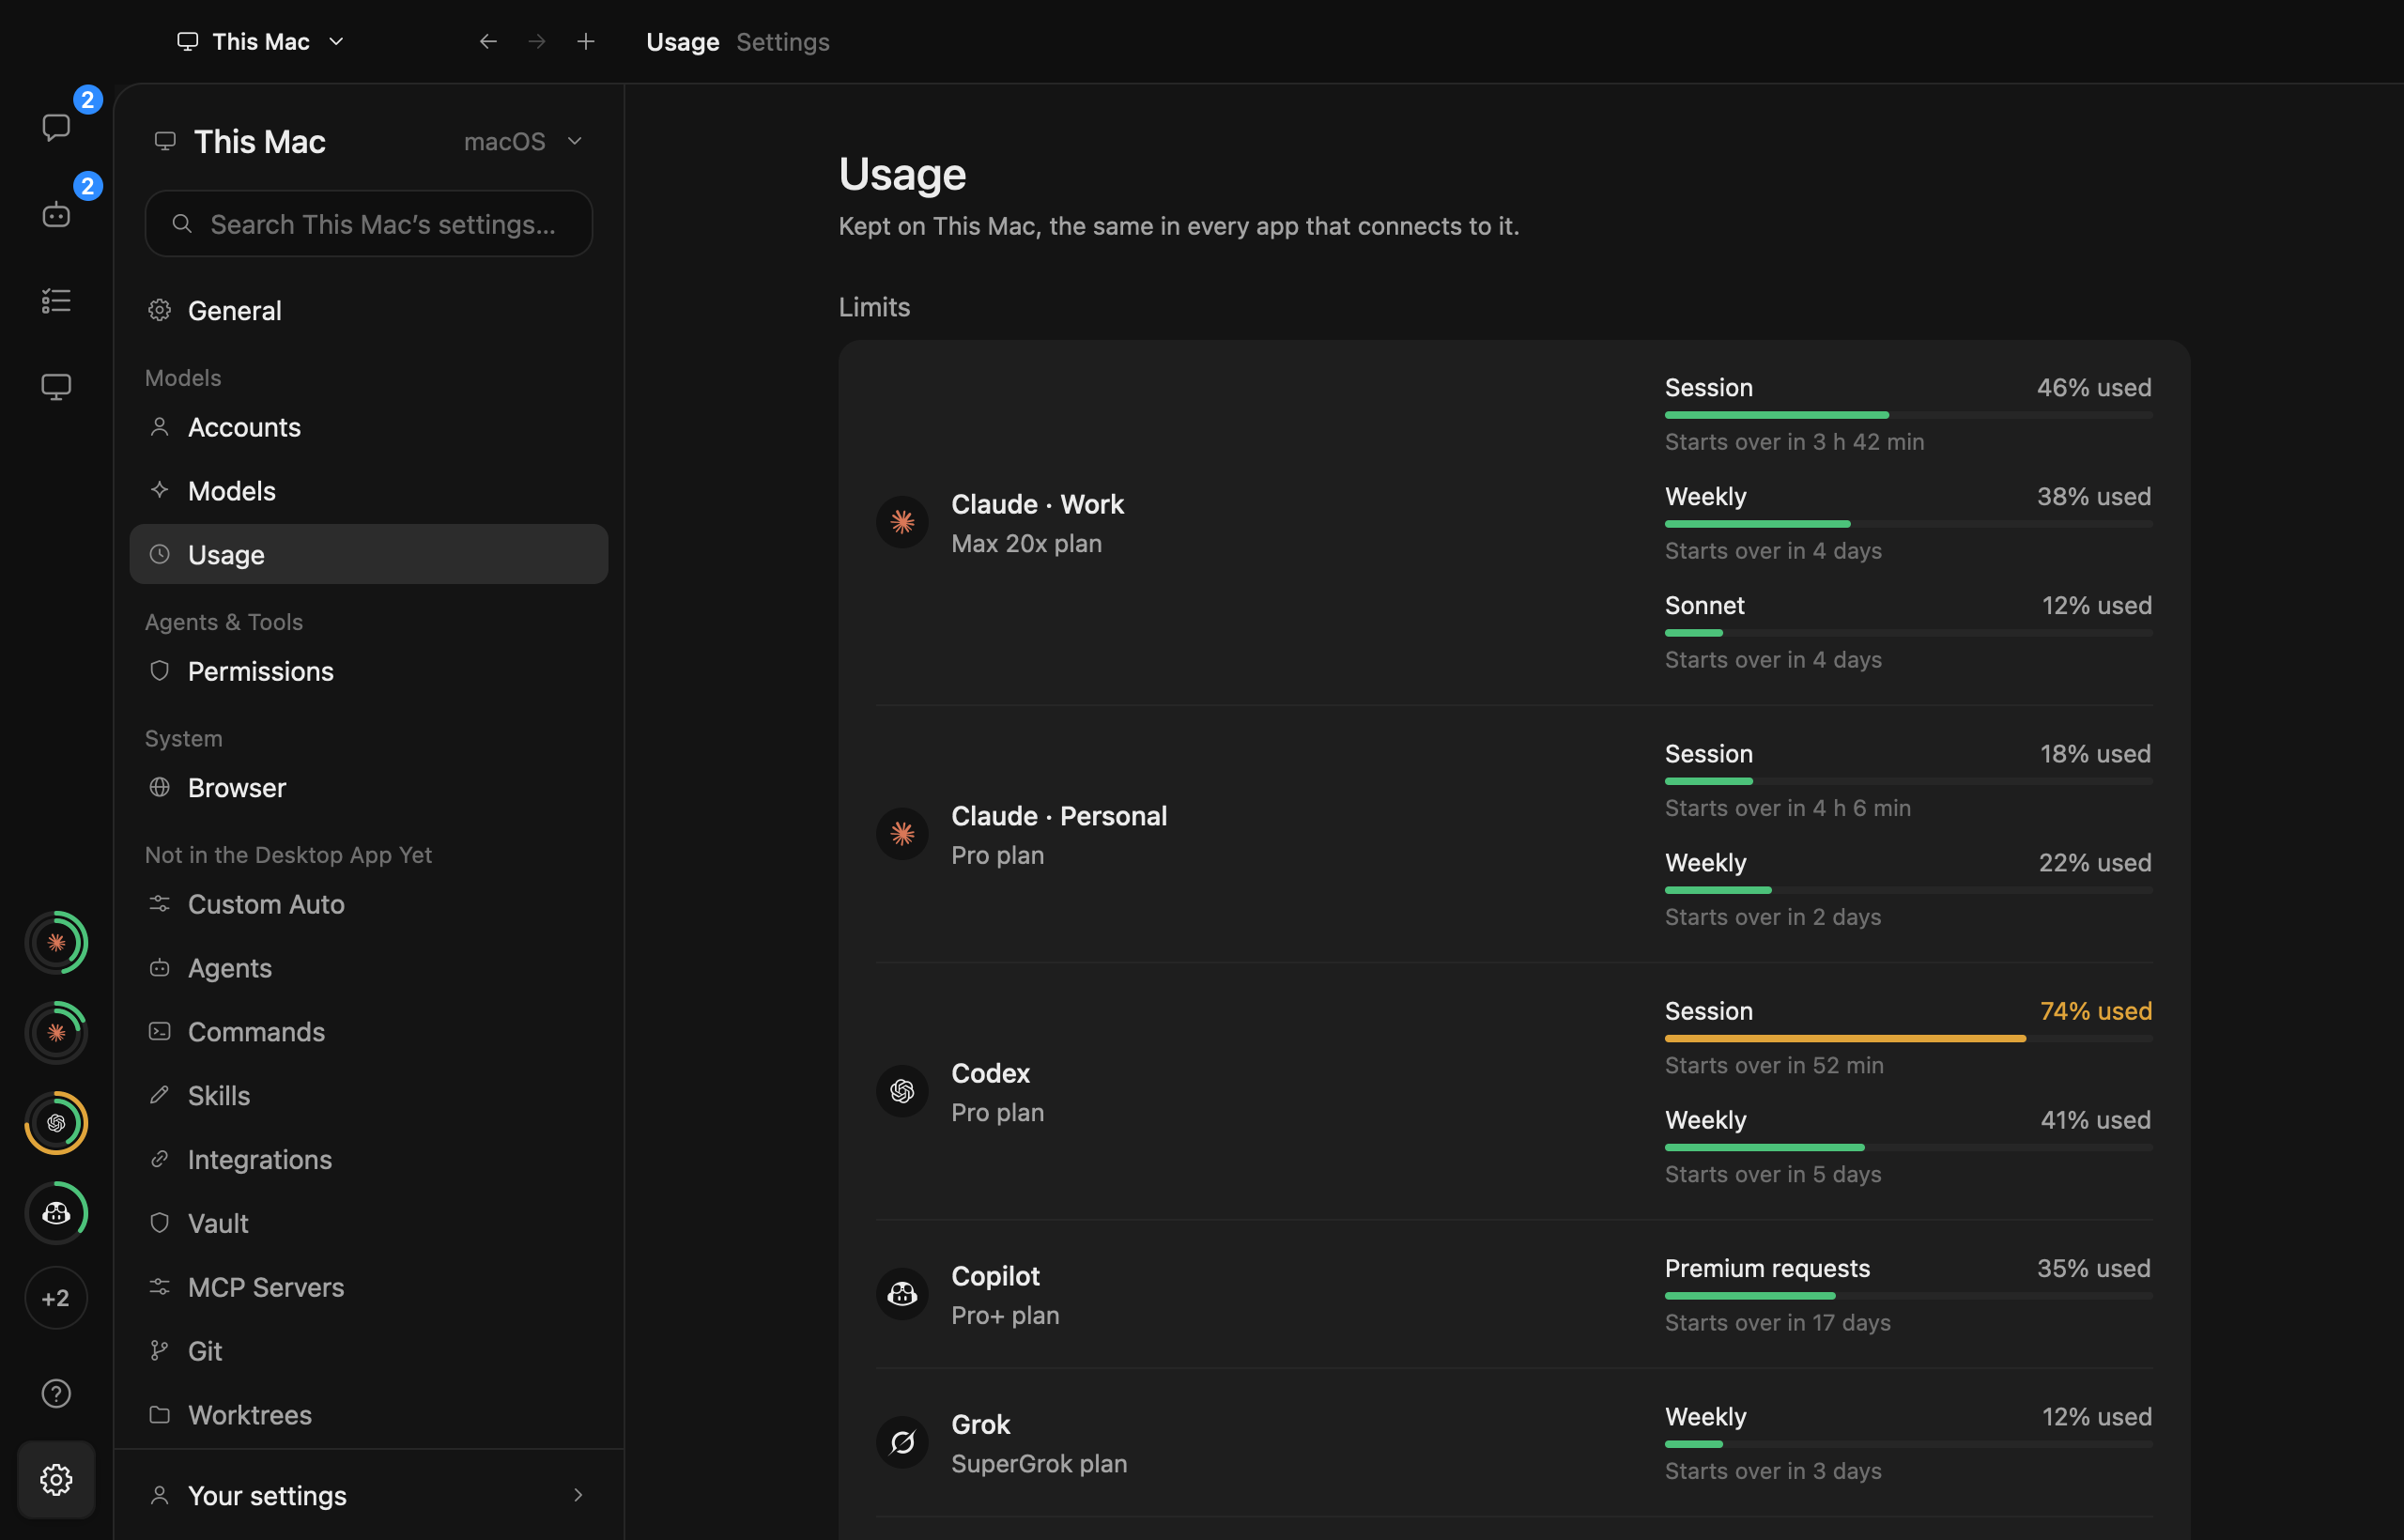 This Mac
Usage Settings
2
2
This Mac macOS
Search This Mac’s settings...
General
Models
Accounts
Models
Usage
Agents & Tools
Permissions
System
Browser
Not in the Desktop App Yet
Custom Auto
Agents
Commands
Skills
Integrations
Vault
MCP Servers
Git
Worktrees
Your settings
+2
Usage
Kept on This Mac, the same in every app that connects to it.
Limits
Claude · Work
Max 20x plan
Session 46% used
Starts over in 3 h 42 min
Weekly 38% used
Starts over in 4 days
Sonnet 12% used
Starts over in 4 days
Claude · Personal
Pro plan
Session 18% used
Starts over in 4 h 6 min
Weekly 22% used
Starts over in 2 days
Codex
Pro plan
Session 74% used
Starts over in 52 min
Weekly 41% used
Starts over in 5 days
Copilot
Pro+ plan
Premium requests 35% used
Starts over in 17 days
Grok
SuperGrok plan
Weekly 12% used
Starts over in 3 days